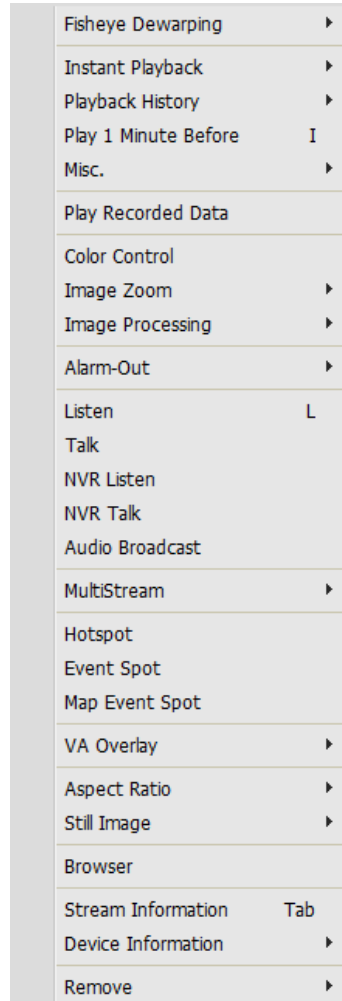 Fisheye Dewarping
Instant Playback
Playback History
Play 1 Minute Before I
Misc.
Play Recorded Data
Color Control
Image Zoom
Image Processing
Alarm-Out
Listen L
Talk
NVR Listen
NVR Talk
Audio Broadcast
MultiStream
Hotspot
Event Spot
Map Event Spot
VA Overlay
Aspect Ratio
Still Image
Browser
Stream Information Tab
Device Information
Remove